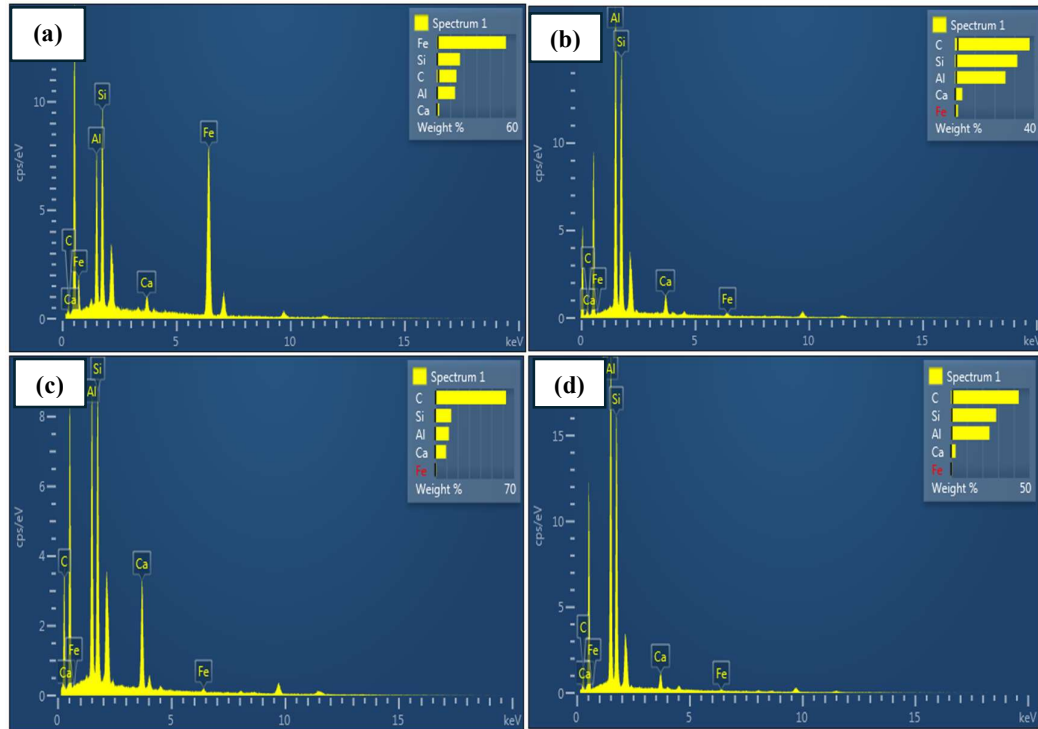 (a)
Spectrum 1
Fe
Si
C
Al
Ca
Weight % 60
Si
Al
Fe
C
Fe
Ca
Ca
10
5
0
cps/eV
0 5 10 15 keV
(b)
Spectrum 1
C
Si
Al
Ca
Fe
Weight % 40
Al
Si
C
Fe
Ca
Ca
Fe
10
5
0
cps/eV
0 5 10 15 keV
(c)
Spectrum 1
C
Si
Al
Ca
Fe
Weight % 70
Si
Al
C
Ca
Fe
Ca
Fe
8
6
4
2
0
cps/eV
0 5 10 15 keV
(d)
Spectrum 1
C
Si
Al
Ca
Fe
Weight % 50
Al
Si
C
Fe
Ca
Ca
Fe
15
10
5
0
cps/eV
0 5 10 15 keV